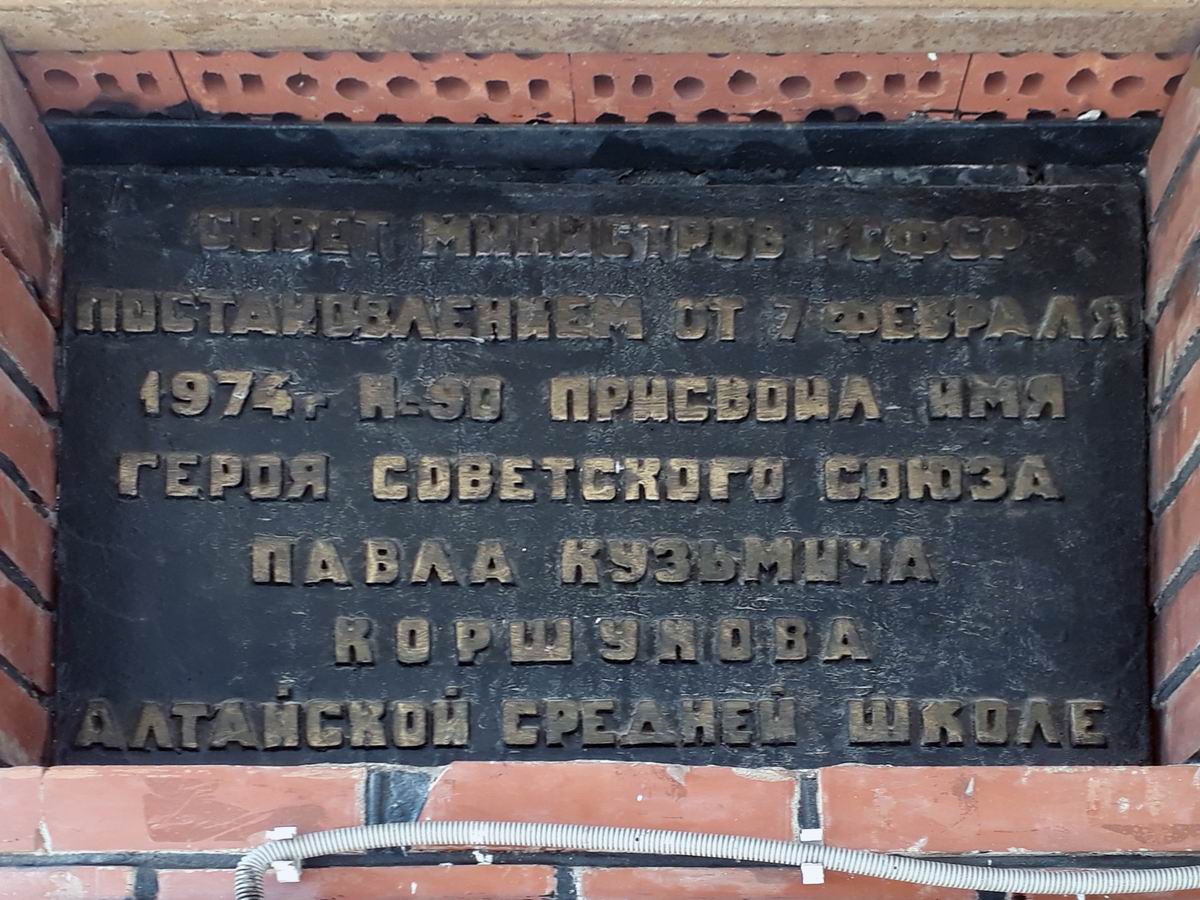 СОВЕТ МИНИСТРОВ РСФСР
ПОСТАНОВЛЕНИЕМ ОТ 7 ФЕВРАЛЯ
1974г Н-90 ПРИСВОИЛ ИМЯ
ГЕРОЯ СОВЕТСКОГО СОЮЗА
ПАВЛА КУЗЬМИЧА
КОРШУНОВА
АЛТАЙСКОЙ СРЕДНЕЙ ШКОЛЕ